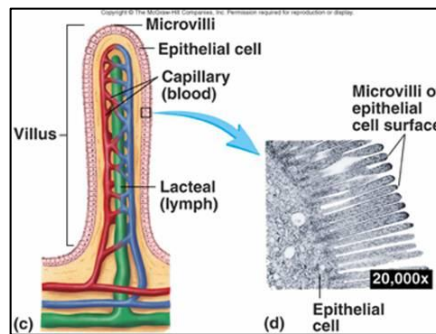 Copyright © The McGraw-Hill Companies, Inc. Permission required for reproduction or display.
Microvilli
Epithelial cell
Capillary
(blood)
Villus
Lacteal
(lymph)
(c)
Microvilli of
epithelial
cell surface
20,000x
Epithelial
cell
(d)